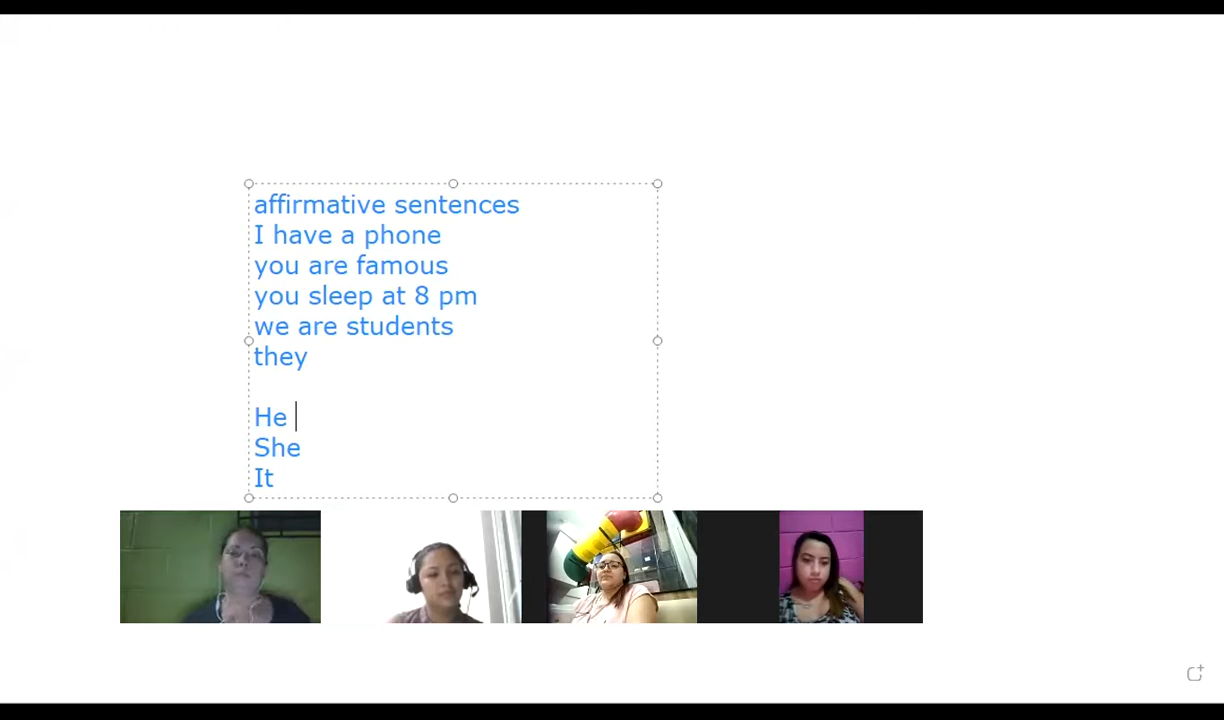 affirmative sentences
I have a phone
you are famous
you sleep at 8 pm
we are students
they
He
She
It